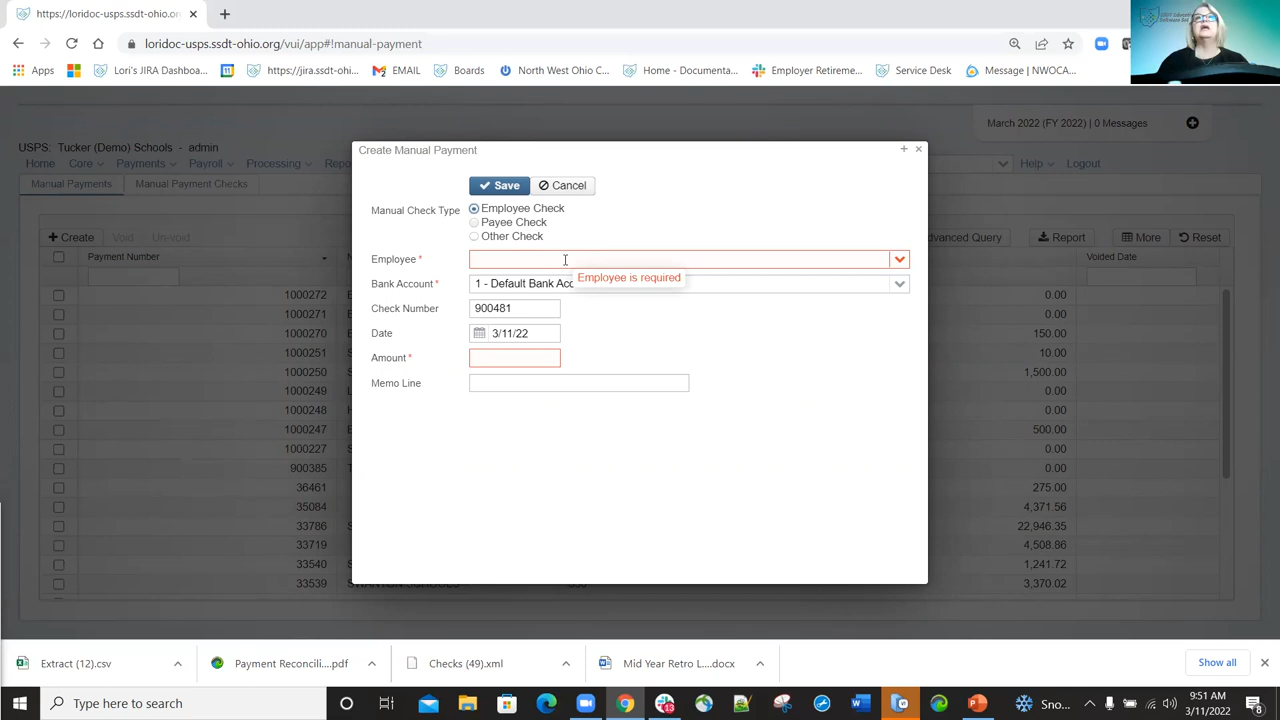 https://loridoc-usps.ssdt-ohio.org
loridoc-usps.ssdt-ohio.org/vui/app#!manual-payment
Apps
Lori's JIRA Dashboa...
https://jira.ssdt-ohi...
EMAIL
Boards
North West Ohio C...
Home - Documenta...
Employer Retireme...
Service Desk
Message | NWOCA...
March 2022 (FY 2022) | 0 Messages
USPS: Tucker (Demo) Schools - admin
Home Core Payments Payroll Processing Repo
Help Logout
Manual Payments Manual Payment Checks
Create Void Un-void
dvanced Query Report More Reset
Payment Number
Voided Date
1000272 0.00
1000271 0.00
1000270 150.00
1000251 10.00
1000250 1,500.00
1000249 0.00
1000248 0.00
1000247 500.00
1000227 0.00
900385 0.00
36461 275.00
35084 4,371.56
33786 22,946.35
33719 4,508.86
33540 1,241.72
33539 3,370.02
Create Manual Payment
Save Cancel
Manual Check Type
Employee Check
Payee Check
Other Check
Employee *
Employee is required
Bank Account * 1 - Default Bank Acc
Check Number 900481
Date 3/11/22
Amount *
Memo Line
Extract (12).csv
Payment Reconcili....pdf
Checks (49).xml
Mid Year Retro L....docx
Show all
Type here to search
13
Sno...
9:51 AM
3/11/2022
8